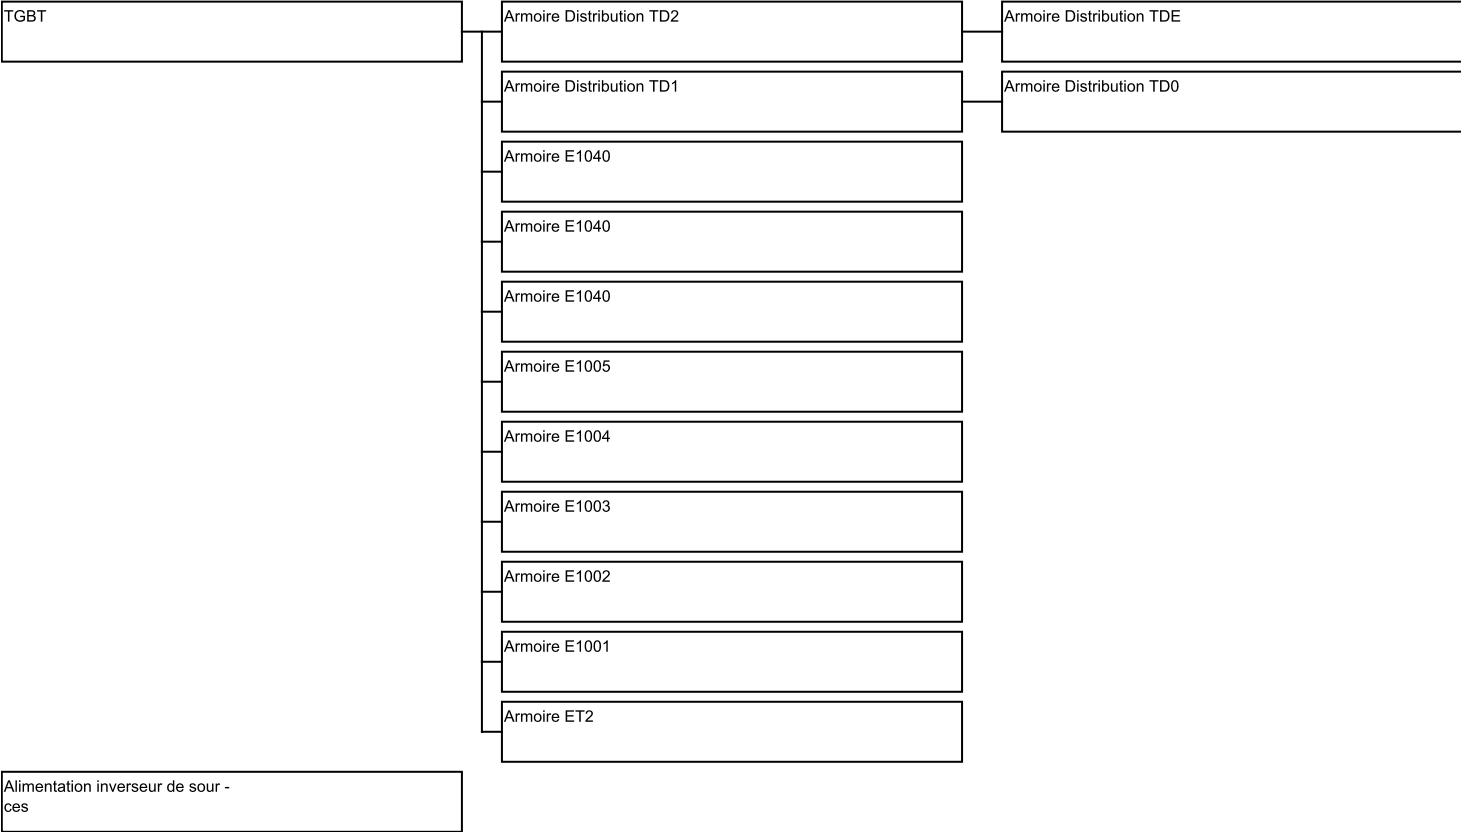 TGBT
Armoire Distribution TD2
Armoire Distribution TDE
Armoire Distribution TD1
Armoire Distribution TD0
Armoire E1040
Armoire E1040
Armoire E1040
Armoire E1005
Armoire E1004
Armoire E1003
Armoire E1002
Armoire E1001
Armoire ET2
Alimentation inverseur de sour -
ces